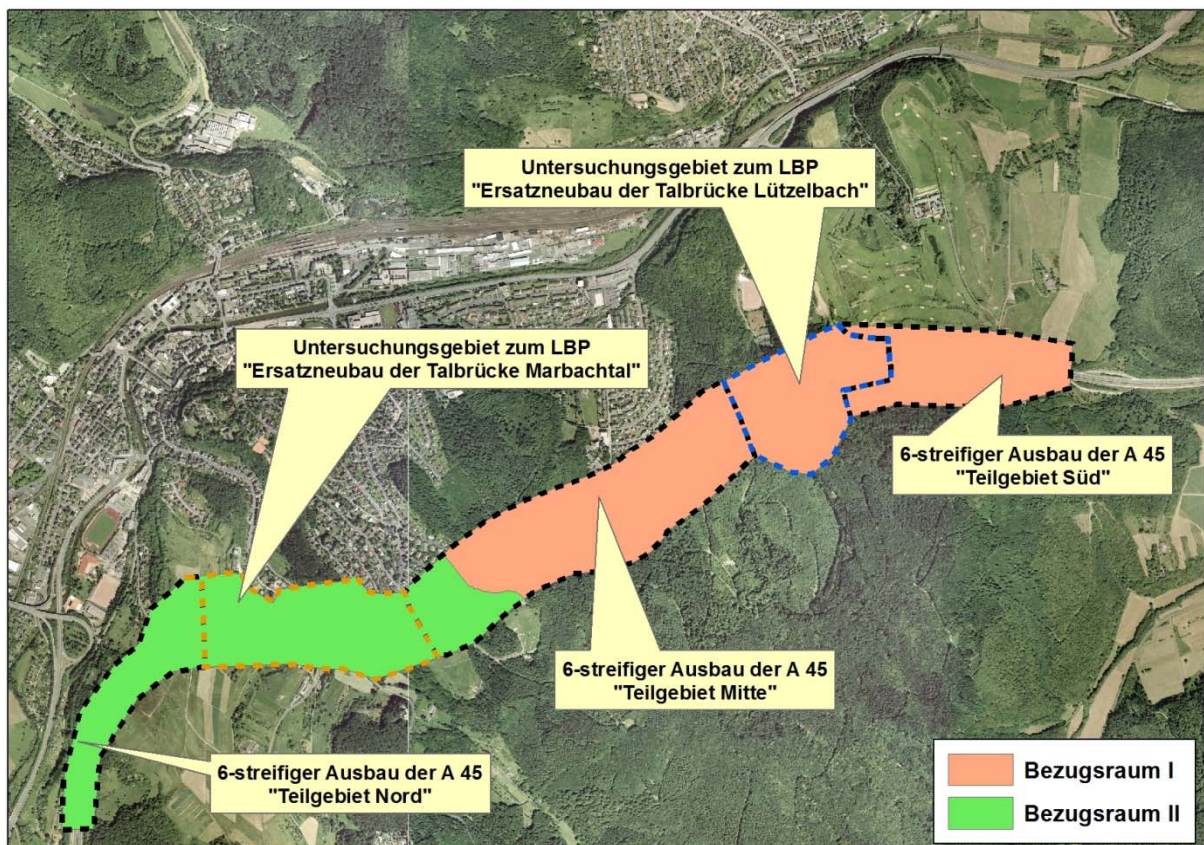 Untersuchungsgebiet zum LBP
"Ersatzneubau der Talbrücke Lützelbach"
Untersuchungsgebiet zum LBP
"Ersatzneubau der Talbrücke Marbachtal"
6-streifiger Ausbau der A 45
"Teilgebiet Süd"
6-streifiger Ausbau der A 45
"Teilgebiet Mitte"
6-streifiger Ausbau der A 45
"Teilgebiet Nord"
Bezugsraum I
Bezugsraum II